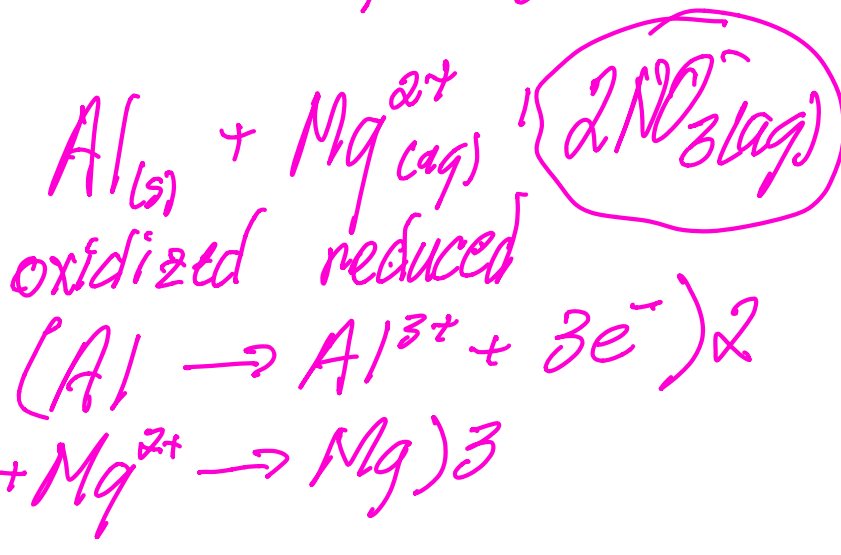 Al(s) + Mg²⁺(aq) , 2NO₃⁻(aq)
oxidized reduced
(Al → Al³⁺ + 3e⁻)2
+Mg²⁺ → Mg)3